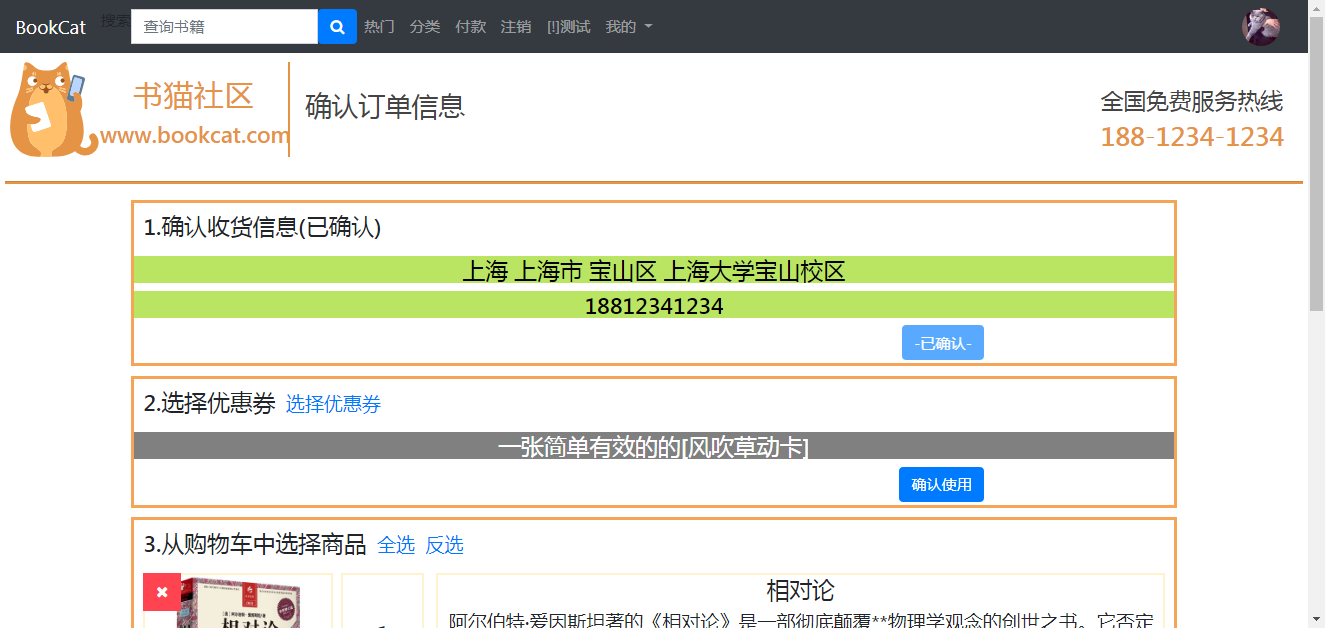 BookCat 搜索 查询书籍 热门 分类 付款 注销 [!]测试 我的
书猫社区
www.bookcat.com
确认订单信息
全国免费服务热线
188-1234-1234
1.确认收货信息(已确认)
上海 上海市 宝山区 上海大学宝山校区
18812341234
-已确认-
2.选择优惠券 选择优惠券
一张简单有效的的[风吹草动卡]
确认使用
3.从购物车中选择商品 全选 反选
相对论
相对论
阿尔伯特·爱因斯坦著的《相对论》是一部彻底颠覆**物理学观念的创世之书。它否定